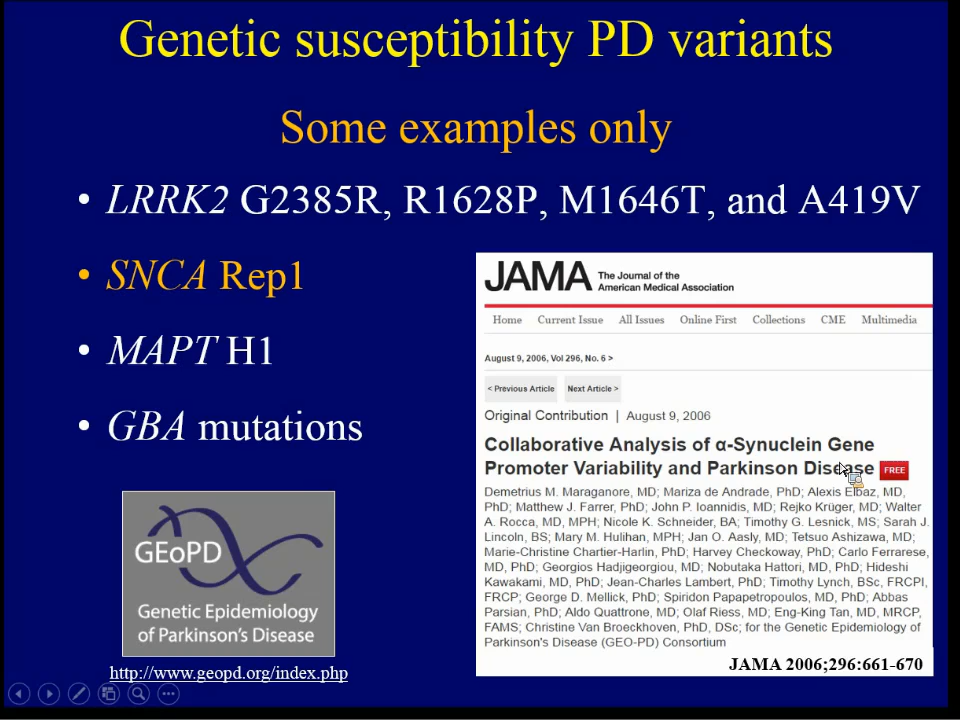 Genetic susceptibility PD variants
Some examples only
• LRRK2 G2385R, R1628P, M1646T, and A419V
• SNCA Rep1
• MAPT H1
• GBA mutations
GEoPD
Genetic Epidemiology
of Parkinson's Disease
http://www.geopd.org/index.php
JAMA The Journal of the
American Medical Association
Home Current Issue All Issues Online First Collections CME Multimedia
August 9, 2006, Vol 296, No. 6 >
< Previous Article Next Article >
Original Contribution | August 9, 2006
Collaborative Analysis of α-Synuclein Gene
Promoter Variability and Parkinson Disease FREE
Demetrius M. Maraganore, MD; Mariza de Andrade, PhD; Alexis Elbaz, MD,
PhD; Matthew J. Farrer, PhD; John P. Ioannidis, MD; Rejko Krüger, MD; Walter
A. Rocca, MD, MPH; Nicole K. Schneider, BA; Timothy G. Lesnick, MS; Sarah J.
Lincoln, BS; Mary M. Hulihan, MPH; Jan O. Aasly, MD; Tetsuo Ashizawa, MD;
Marie-Christine Chartier-Harlin, PhD; Harvey Checkoway, PhD; Carlo Ferrarese,
MD, PhD; Georgios Hadjigeorgiou, MD; Nobutaka Hattori, MD, PhD; Hideshi
Kawakami, MD, PhD; Jean-Charles Lambert, PhD; Timothy Lynch, BSc, FRCPI,
FRCP; George D. Mellick, PhD; Spiridon Papapetropoulos, MD, PhD; Abbas
Parsian, PhD; Aldo Quattrone, MD; Olaf Riess, MD; Eng-King Tan, MD, MRCP,
FAMS; Christine Van Broeckhoven, PhD, DSc; for the Genetic Epidemiology of
Parkinson's Disease (GEO-PD) Consortium
JAMA 2006;296:661-670